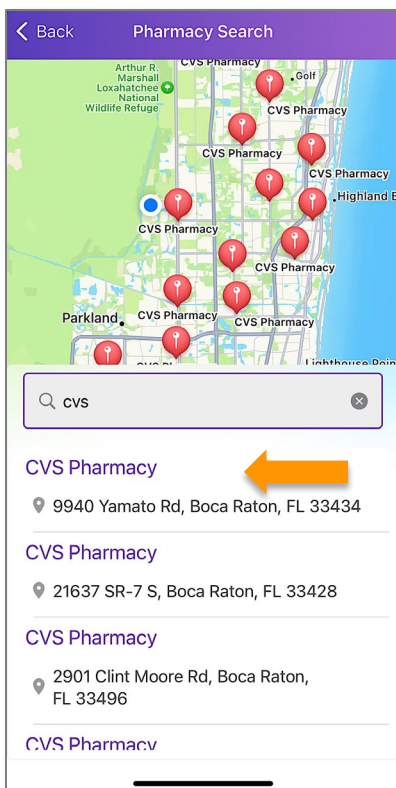 Back
Pharmacy Search
Arthur R.
Marshall
Loxahatchee
National
Wildlife Refuge
CVS Pharmacy
Golf
CVS Pharmacy
CVS Pharmacy
CVS Pharmacy
Highland B
CVS Pharmacy
CVS Pharmacy
Parkland
CVS Pharmacy
CVS Pharmacy
Lighthouse Poin
cvs
CVS Pharmacy
9940 Yamato Rd, Boca Raton, FL 33434
CVS Pharmacy
21637 SR-7 S, Boca Raton, FL 33428
CVS Pharmacy
2901 Clint Moore Rd, Boca Raton,
FL 33496
CVS Pharmacy